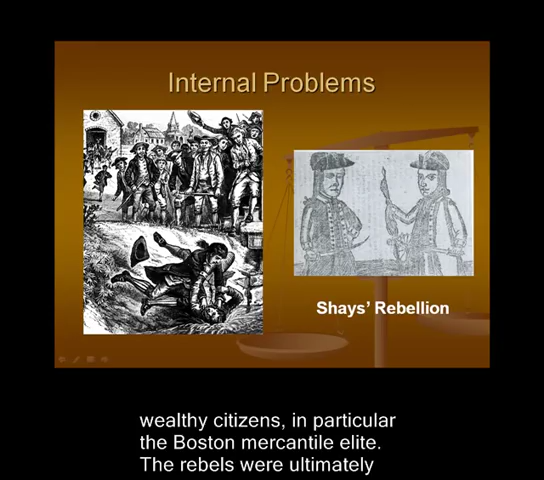 Internal Problems
Shays' Rebellion
wealthy citizens, in particular
the Boston mercantile elite.
The rebels were ultimately